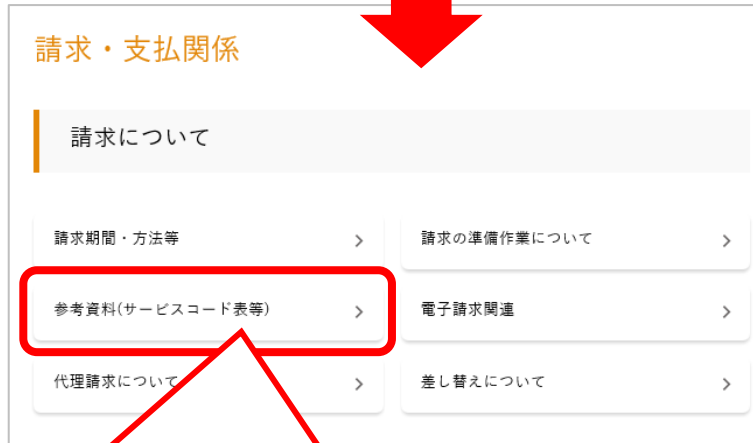 請求・支払関係
請求について
請求期間・方法等
請求の準備作業について
参考資料(サービスコード表等)
電子請求関連
代理請求について
差し替えについて